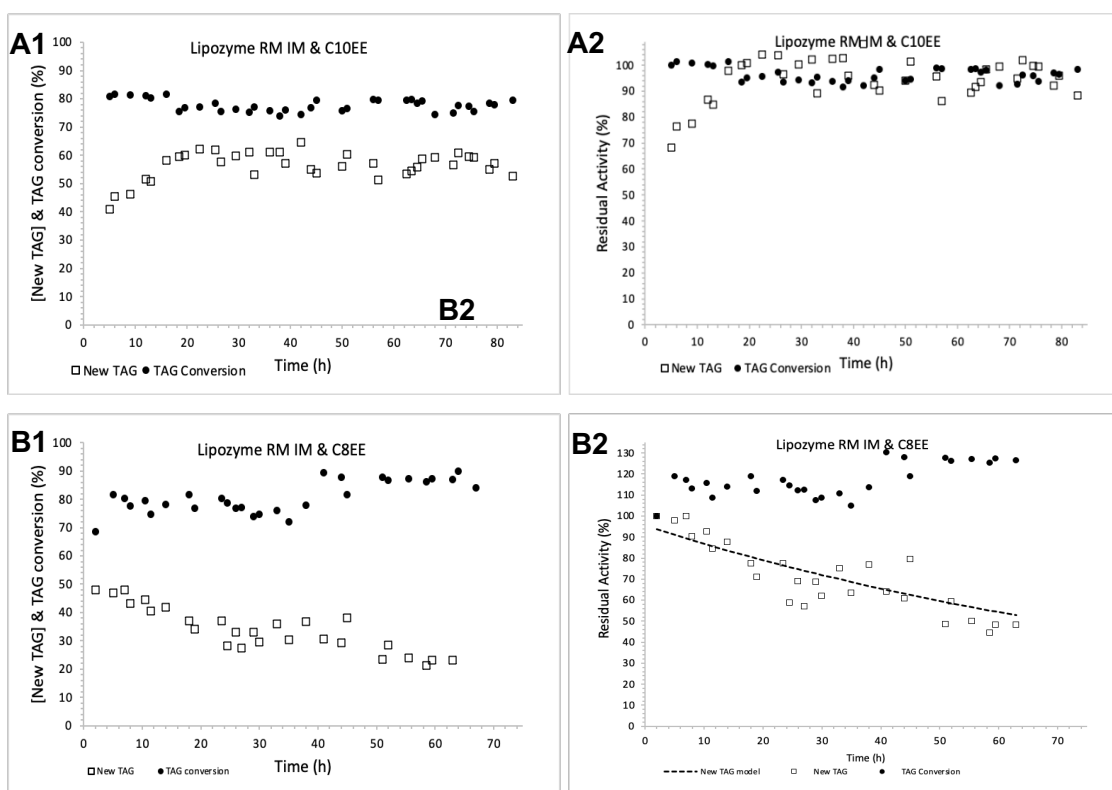 A1
Lipozyme RM IM & C10EE
[New TAG] & TAG conversion (%)
100
90
80
70
60
50
40
30
20
10
0
0 10 20 30 40 50 60 70 80
B2
Time (h)
New TAG TAG Conversion
A2
Lipozyme RM IM & C10EE
Residual Activity (%)
100
90
80
70
60
50
40
30
20
10
0
0 10 20 30 40 50 60 70 80
Time (h)
New TAG TAG Conversion
B1
Lipozyme RM IM & C8EE
[New TAG] & TAG conversion (%)
100
90
80
70
60
50
40
30
20
10
0
0 10 20 30 40 50 60 70
Time (h)
New TAG TAG conversion
B2
Lipozyme RM IM & C8EE
Residual Activity (%)
130
120
110
100
90
80
70
60
50
40
30
20
10
0
0 10 20 30 40 50 60 70
Time (h)
New TAG model New TAG TAG Conversion